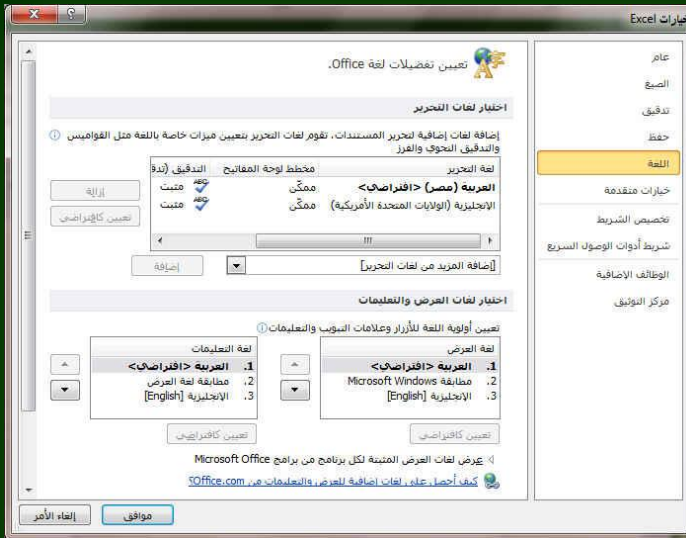 خيارات Excel
عام
الصيغ
تدقيق
حفظ
اللغة
خيارات متقدمة
تخصيص الشريط
شريط أدوات الوصول السريع
الوظائف الإضافية
مركز التوثيق
تعيين تفضيلات لغة Office.
اختيار لغات التحرير
إضافة لغات إضافية لتحرير المستندات. تقوم لغات التحرير بتعيين ميزات خاصة باللغة مثل القواميس
والتدقيق النحوي والفرز
لغة التحرير مخطط لوحة المفاتيح التدقيق (تدق
العربية (مصر) <افتراضي> ممكّن مثبت
الإنجليزية (الولايات المتحدة الأمريكية) ممكّن مثبت
إزالة
تعيين كافتراضي
[إضافة المزيد من لغات التحرير]
إضافة
اختيار لغات العرض والتعليمات
تعيين أولوية اللغة للأزرار وعلامات التبويب والتعليمات
لغة العرض
1. العربية <افتراضي>
2. مطابقة Microsoft Windows
3. الإنجليزية [English]
تعيين كافتراضي
لغة التعليمات
1. العربية <افتراضي>
2. مطابقة لغة العرض
3. الإنجليزية [English]
تعيين كافتراضي
عرض لغات العرض المثبتة لكل برنامج من برامج Microsoft Office
كيف أحصل على لغات إضافية للعرض والتعليمات من Office.com؟
موافق
إلغاء الأمر